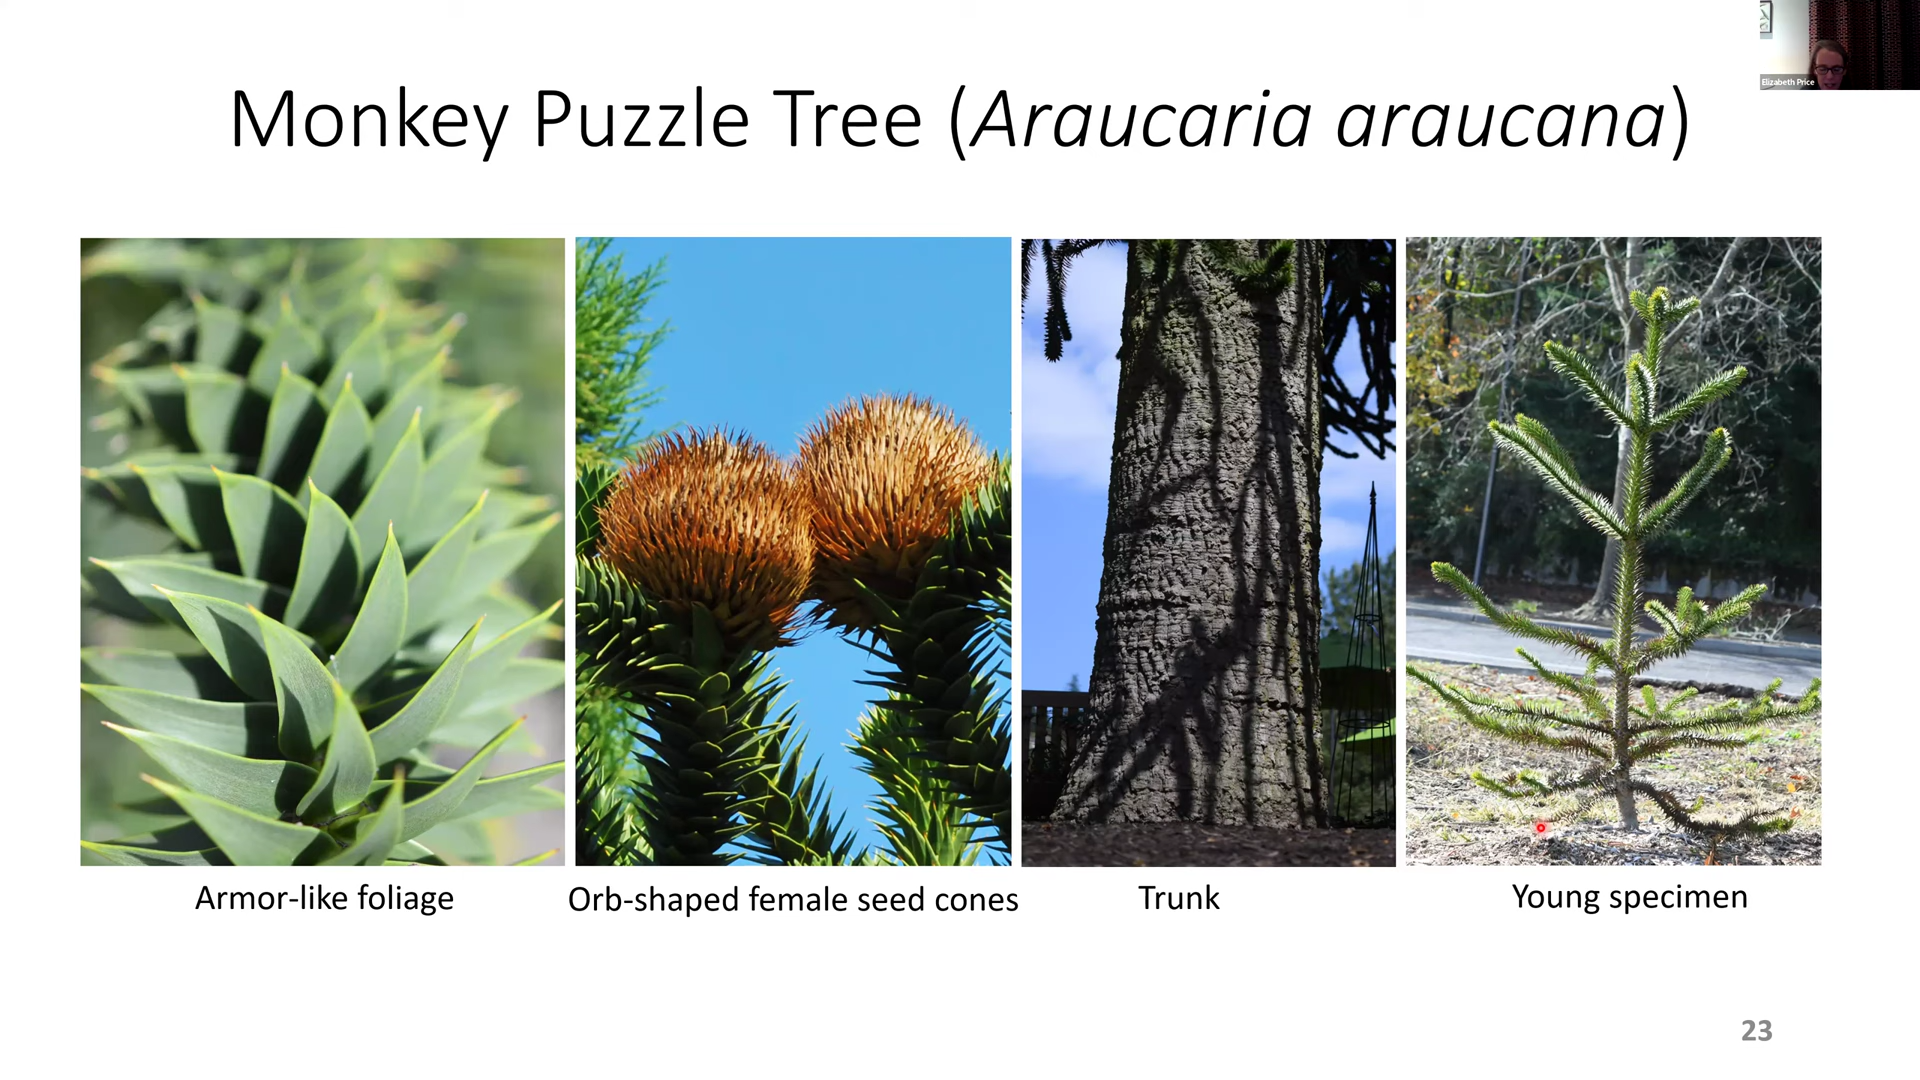 Elizabeth Price
Monkey Puzzle Tree (Araucaria araucana)
Armor-like foliage
Orb-shaped female seed cones
Trunk
Young specimen
23